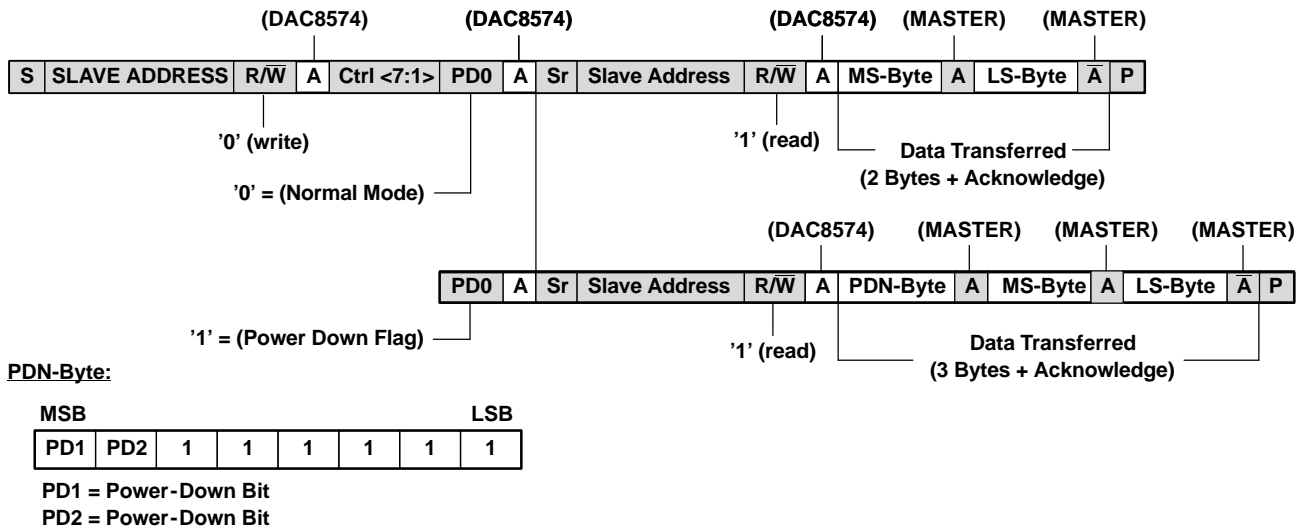 (DAC8574) (DAC8574) (DAC8574) (MASTER) (MASTER)
S SLAVE ADDRESS R/W̅ A Ctrl <7:1> PD0 A Sr Slave Address R/W̅ A MS-Byte A LS-Byte A̅ P
'0' (write) '1' (read) Data Transferred
(2 Bytes + Acknowledge)
'0' = (Normal Mode)
(DAC8574) (MASTER) (MASTER) (MASTER)
PD0 A Sr Slave Address R/W̅ A PDN-Byte A MS-Byte A LS-Byte A̅ P
'1' = (Power Down Flag) '1' (read) Data Transferred
(3 Bytes + Acknowledge)
PDN-Byte:
MSB LSB
PD1 PD2 1 1 1 1 1 1
PD1 = Power-Down Bit
PD2 = Power-Down Bit